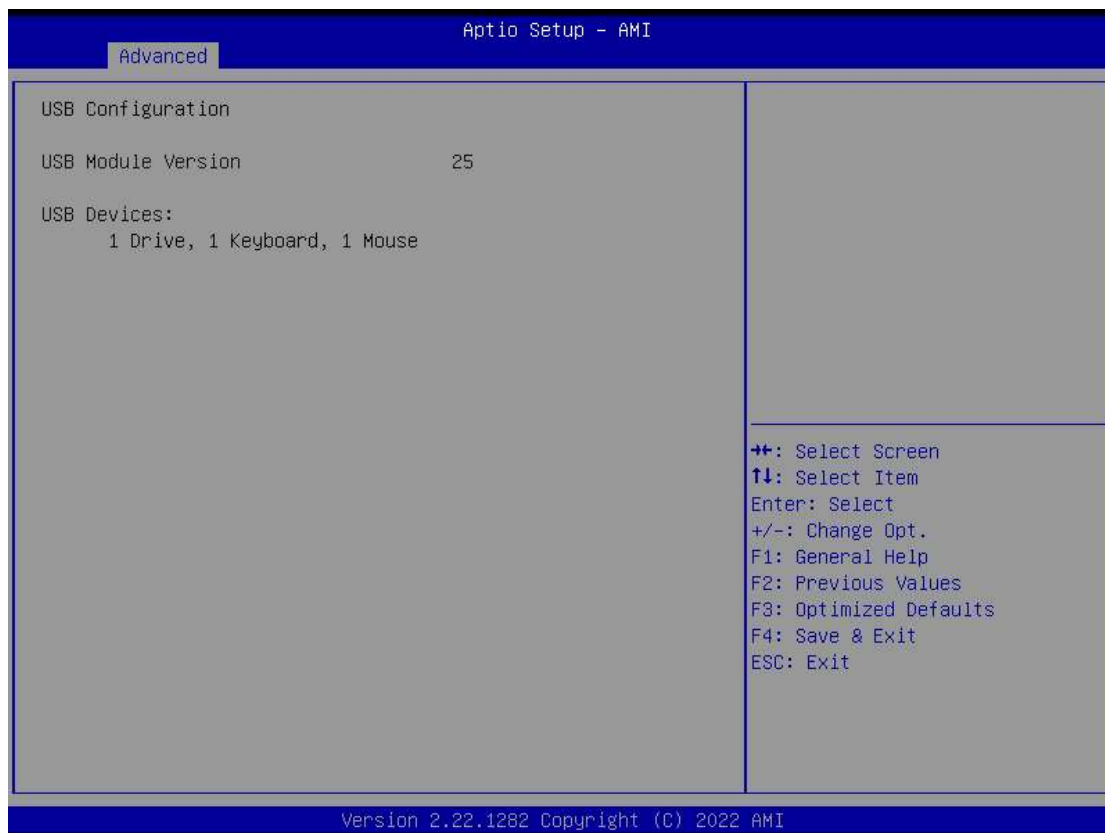 Aptio Setup – AMI
Advanced
USB Configuration
USB Module Version 25
USB Devices:
1 Drive, 1 Keyboard, 1 Mouse
→←: Select Screen
↑↓: Select Item
Enter: Select
+/-: Change Opt.
F1: General Help
F2: Previous Values
F3: Optimized Defaults
F4: Save & Exit
ESC: Exit
Version 2.22.1282 Copyright (C) 2022 AMI